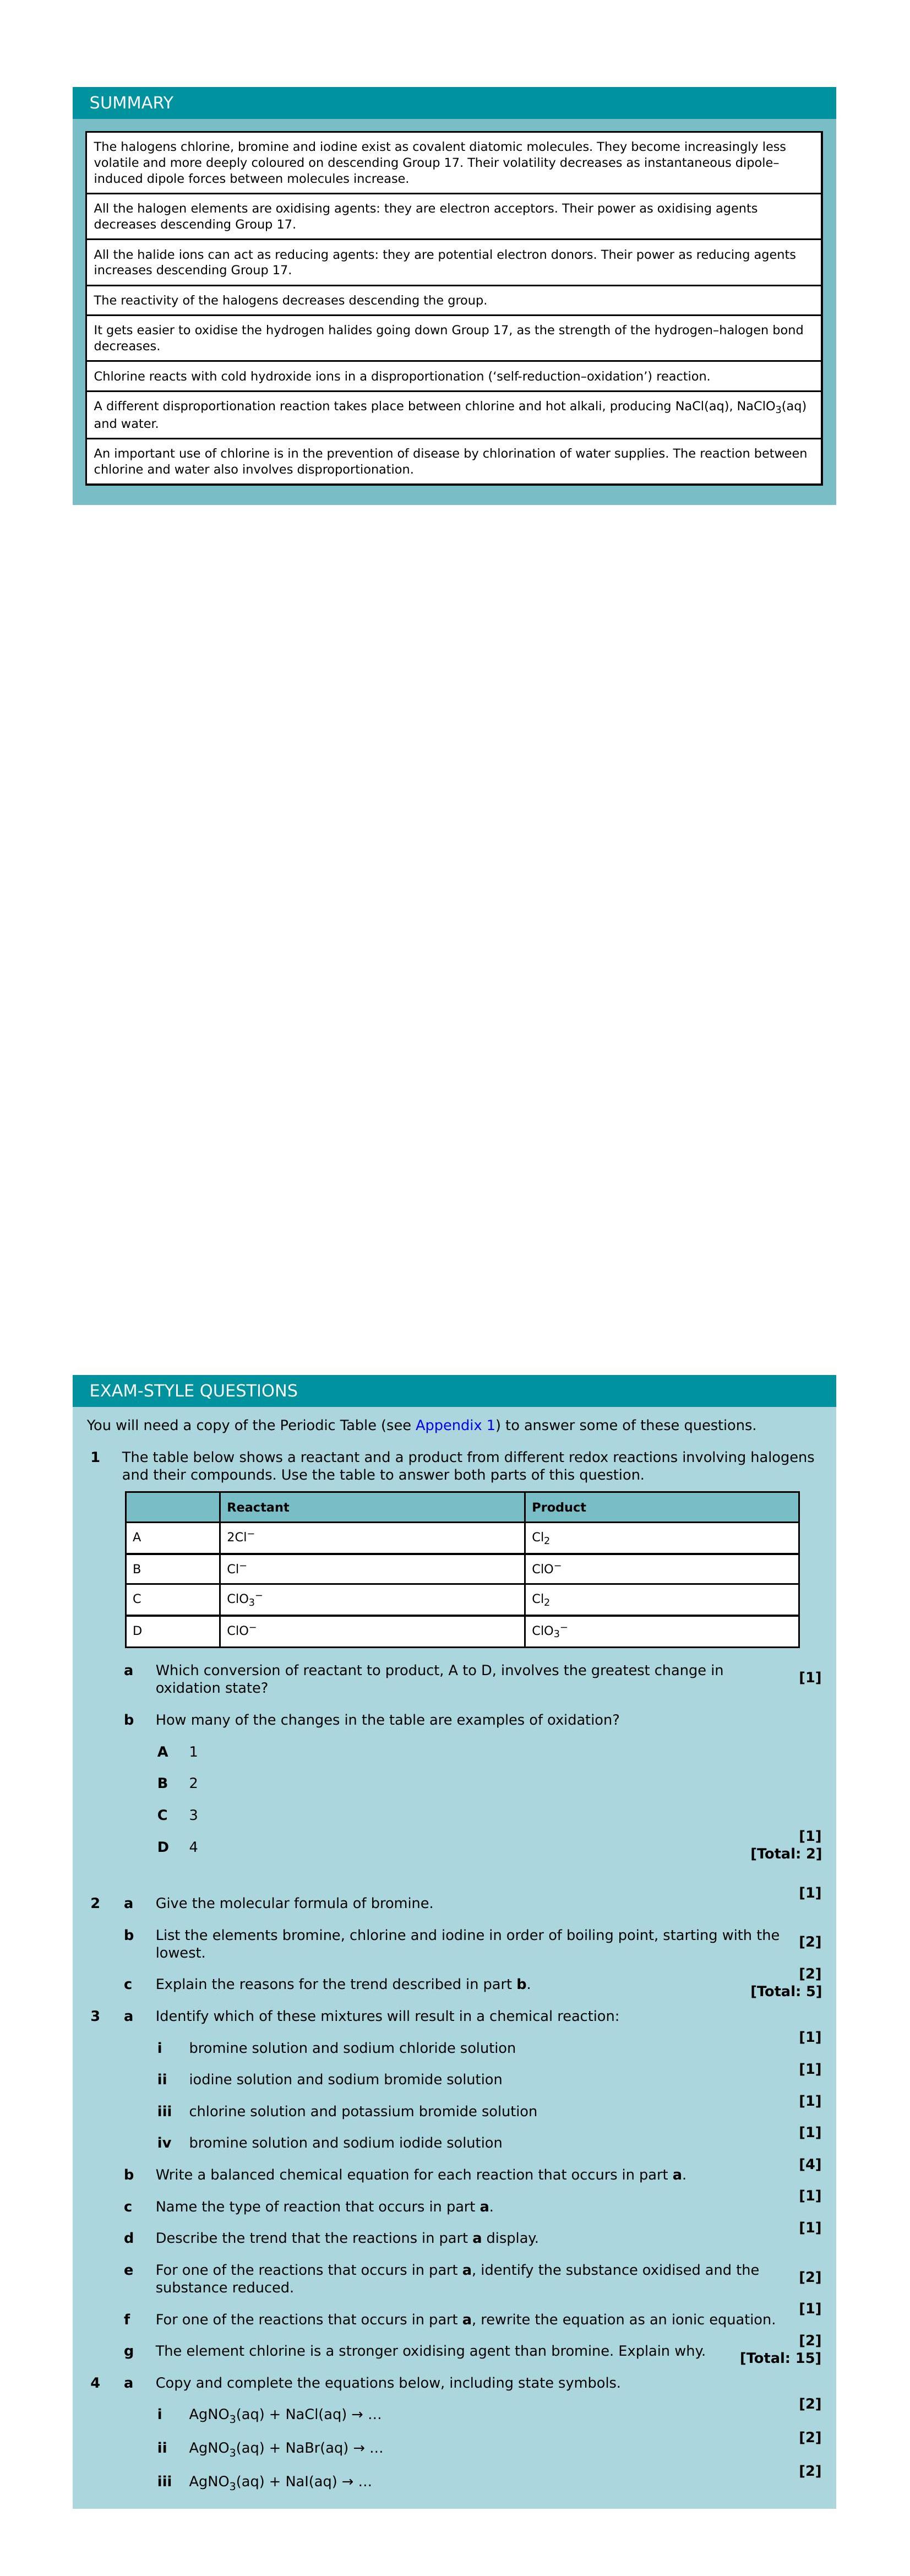 SUMMARY
The halogens chlorine, bromine and iodine exist as covalent diatomic molecules. They become increasingly less
volatile and more deeply coloured on descending Group 17. Their volatility decreases as instantaneous dipole–
induced dipole forces between molecules increase.
All the halogen elements are oxidising agents: they are electron acceptors. Their power as oxidising agents
decreases descending Group 17.
All the halide ions can act as reducing agents: they are potential electron donors. Their power as reducing agents
increases descending Group 17.
The reactivity of the halogens decreases descending the group.
It gets easier to oxidise the hydrogen halides going down Group 17, as the strength of the hydrogen–halogen bond
decreases.
Chlorine reacts with cold hydroxide ions in a disproportionation (‘self-reduction–oxidation’) reaction.
A different disproportionation reaction takes place between chlorine and hot alkali, producing NaCl(aq), NaClO₃(aq)
and water.
An important use of chlorine is in the prevention of disease by chlorination of water supplies. The reaction between
chlorine and water also involves disproportionation.
EXAM-STYLE QUESTIONS
You will need a copy of the Periodic Table (see Appendix 1) to answer some of these questions.
1 The table below shows a reactant and a product from different redox reactions involving halogens
and their compounds. Use the table to answer both parts of this question.
Reactant Product
A 2Cl⁻ Cl₂
B Cl⁻ ClO⁻
C ClO₃⁻ Cl₂
D ClO⁻ ClO₃⁻
a Which conversion of reactant to product, A to D, involves the greatest change in [1]
oxidation state?
b How many of the changes in the table are examples of oxidation?
A 1
B 2
C 3
D 4 [1]
[Total: 2]
2 a Give the molecular formula of bromine. [1]
b List the elements bromine, chlorine and iodine in order of boiling point, starting with the [2]
lowest.
c Explain the reasons for the trend described in part b. [2]
[Total: 5]
3 a Identify which of these mixtures will result in a chemical reaction:
i bromine solution and sodium chloride solution [1]
ii iodine solution and sodium bromide solution [1]
iii chlorine solution and potassium bromide solution [1]
iv bromine solution and sodium iodide solution [1]
b Write a balanced chemical equation for each reaction that occurs in part a. [4]
c Name the type of reaction that occurs in part a. [1]
d Describe the trend that the reactions in part a display. [1]
e For one of the reactions that occurs in part a, identify the substance oxidised and the [2]
substance reduced.
f For one of the reactions that occurs in part a, rewrite the equation as an ionic equation. [1]
g The element chlorine is a stronger oxidising agent than bromine. Explain why. [2]
[Total: 15]
4 a Copy and complete the equations below, including state symbols.
i AgNO₃(aq) + NaCl(aq) → … [2]
ii AgNO₃(aq) + NaBr(aq) → … [2]
iii AgNO₃(aq) + NaI(aq) → … [2]